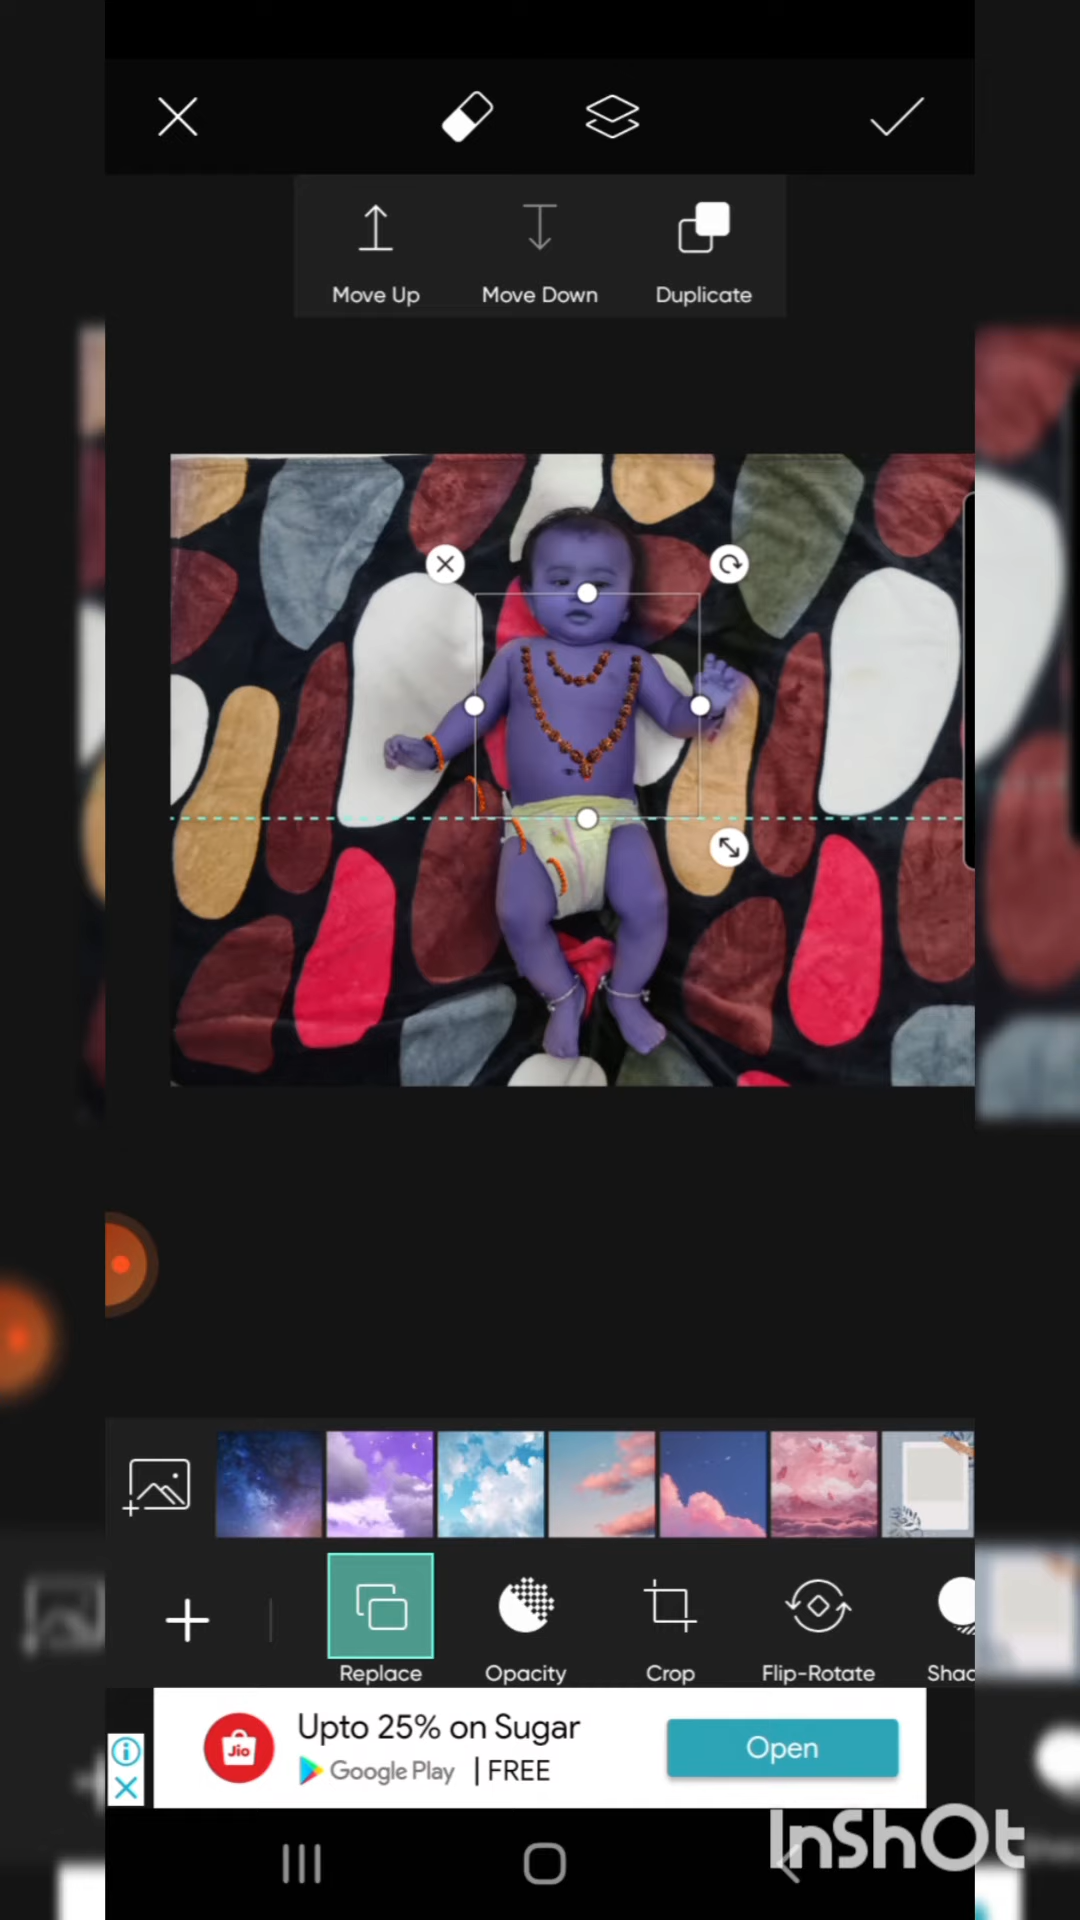 Move Up
Move Down
Duplicate
Replace
Opacity
Crop
Flip-Rotate
Shad
Jio
Upto 25% on Sugar
Google Play | FREE
Open
InShOt